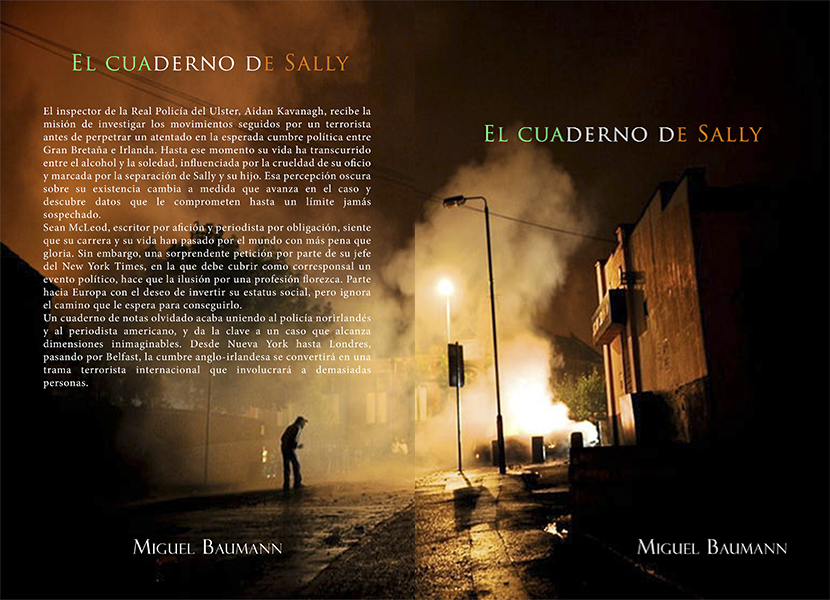 El cuaderno de Sally
El inspector de la Real Policía del Ulster, Aidan Kavanagh, recibe la
misión de investigar los movimientos seguidos por un terrorista
antes de perpetrar un atentado en la esperada cumbre política entre
Gran Bretaña e Irlanda. Hasta ese momento su vida ha transcurrido
entre el alcohol y la soledad, influenciada por la crueldad de su oficio
y marcada por la separación de Sally y su hijo. Esa percepción oscura
sobre su existencia cambia a medida que avanza en el caso y
descubre datos que le comprometen hasta un límite jamás
sospechado.
Sean McLeod, escritor por afición y periodista por obligación, siente
que su carrera y su vida han pasado por el mundo con más pena que
gloria. Sin embargo, una sorprendente petición por parte de su jefe
del New York Times, en la que debe cubrir como corresponsal un
evento político, hace que la ilusión por una profesión florezca. Parte
hacia Europa con el deseo de invertir su estatus social, pero ignora
el camino que le espera para conseguirlo.
Un cuaderno de notas olvidado acaba uniendo al policía norirlandés
y al periodista americano, y da la clave a un caso que alcanza
dimensiones inimaginables. Desde Nueva York hasta Londres,
pasando por Belfast, la cumbre anglo-irlandesa se convertirá en una
trama terrorista internacional que involucrará a demasiadas
personas.
Miguel Baumann
El cuaderno de Sally
Miguel Baumann